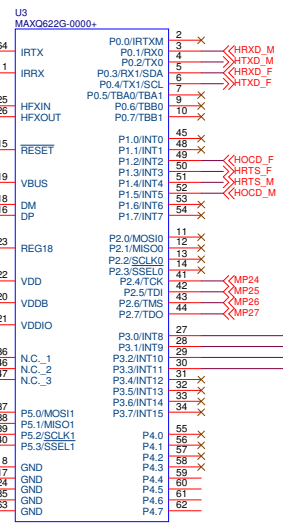 U3
MAXQ622G-0000+
IRTX
IRRX
HFXIN
HFXOUT
RESET
VBUS
DM
DP
REG18
VDD
VDDB
VDDIO
N.C._1
N.C._2
N.C._3
P5.0/MOSI1
P5.1/MISO1
P5.2/SCLK1
P5.3/SSEL1
GND
GND
GND
GND
GND
P0.0/IRTXM 2
P0.1/RX0 3 HRXD_M
P0.2/TX0 4 HTXD_M
P0.3/RX1/SDA 5 HRXD_F
P0.4/TX1/SCL 6 HTXD_F
P0.5/TBA0/TBA1 7
P0.6/TBB0 9
P0.7/TBB1 10
P1.0/INT0 45
P1.1/INT1 48
P1.2/INT2 49 HOCD_F
P1.3/INT3 50 HRTS_F
P1.4/INT4 51 HRTS_M
P1.5/INT5 52 HOCD_M
P1.6/INT6 53
P1.7/INT7 54
P2.0/MOSI0 11
P2.1/MISO0 12
P2.2/SCLK0 13
P2.3/SSEL0 14
P2.4/TCK 41 MP24
P2.5/TDI 42 MP25
P2.6/TMS 43 MP26
P2.7/TDO 44 MP27
P3.0/INT8 27
P3.1/INT9 28
P3.2/INT10 29
P3.3/INT11 30
P3.4/INT12 31
P3.5/INT13 32
P3.6/INT14 33
P3.7/INT15 34
P4.0 55
P4.1 56
P4.2 57
P4.3 58
P4.4 59
P4.5 60
P4.6 61
P4.7 62